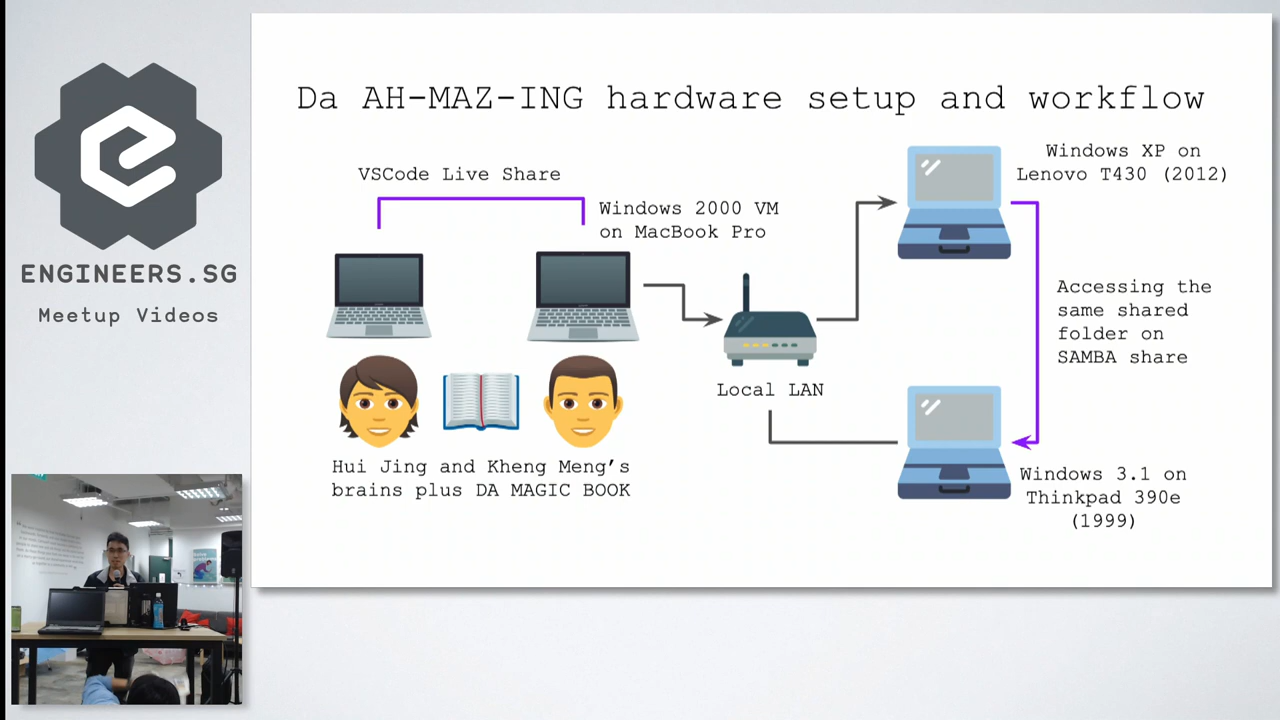 ENGINEERS.SG
Meetup Videos
Da AH-MAZ-ING hardware setup and workflow
VSCode Live Share
Windows 2000 VM
on MacBook Pro
Windows XP on
Lenovo T430 (2012)
Local LAN
Accessing the
same shared
folder on
SAMBA share
Hui Jing and Kheng Meng’s
brains plus DA MAGIC BOOK
Windows 3.1 on
Thinkpad 390e
(1999)